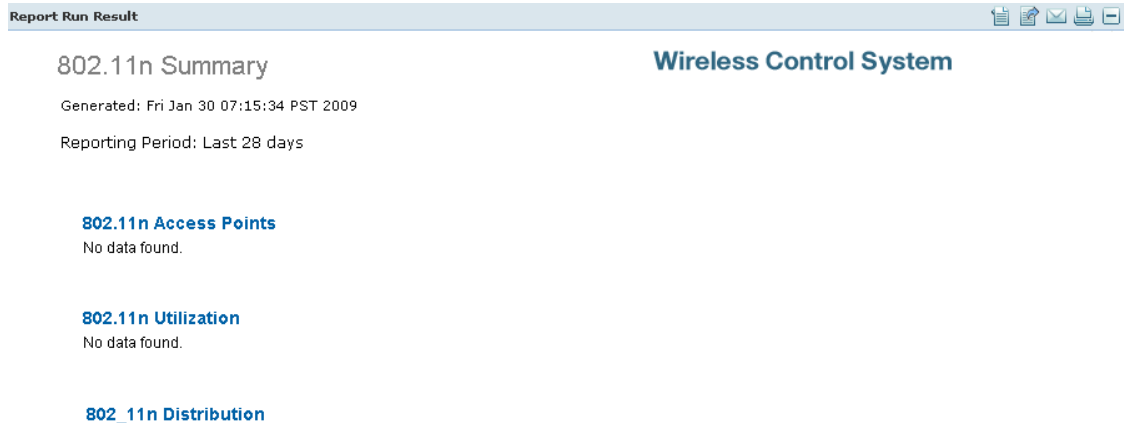 Report Run Result
802.11n Summary
Wireless Control System
Generated: Fri Jan 30 07:15:34 PST 2009
Reporting Period: Last 28 days
802.11n Access Points
No data found.
802.11n Utilization
No data found.
802_11n Distribution